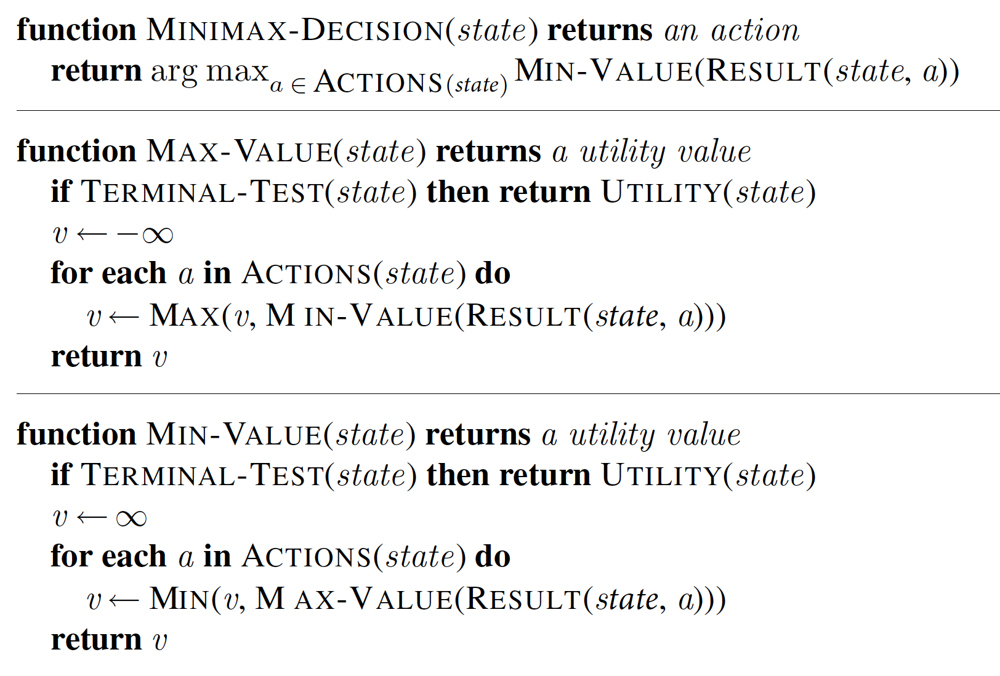 function MINIMAX-DECISION(state) returns an action
return arg max a ∈ ACTIONS(state) MIN-VALUE(RESULT(state, a))
function MAX-VALUE(state) returns a utility value
if TERMINAL-TEST(state) then return UTILITY(state)
v ← −∞
for each a in ACTIONS(state) do
v ← MAX(v, M IN-VALUE(RESULT(state, a)))
return v
function MIN-VALUE(state) returns a utility value
if TERMINAL-TEST(state) then return UTILITY(state)
v ← ∞
for each a in ACTIONS(state) do
v ← MIN(v, M AX-VALUE(RESULT(state, a)))
return v